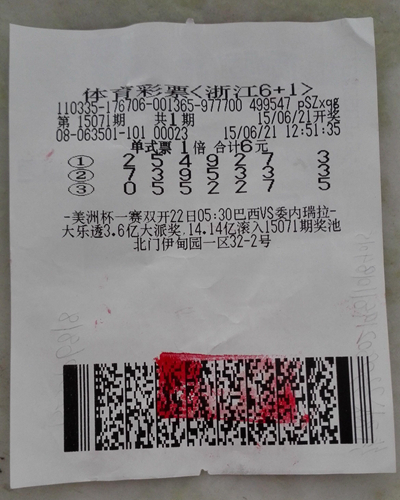 体育彩票<浙江6+1>
110335-176706-001365-977700 499547 pSZxqg
第 15071期 共1期 15/06/21开奖
08-063501-101 00023 15/06/21 12:51:35
单式票 1倍 合计6元
① 2 5 4 9 2 7 3
② 7 3 9 5 3 3 3
③ 0 5 5 2 2 7 5
-美洲杯一赛双开22日05:30巴西VS委内瑞拉-
大乐透3.6亿大派奖,14.14亿滚入15071期奖池
北门伊甸园一区32-2号